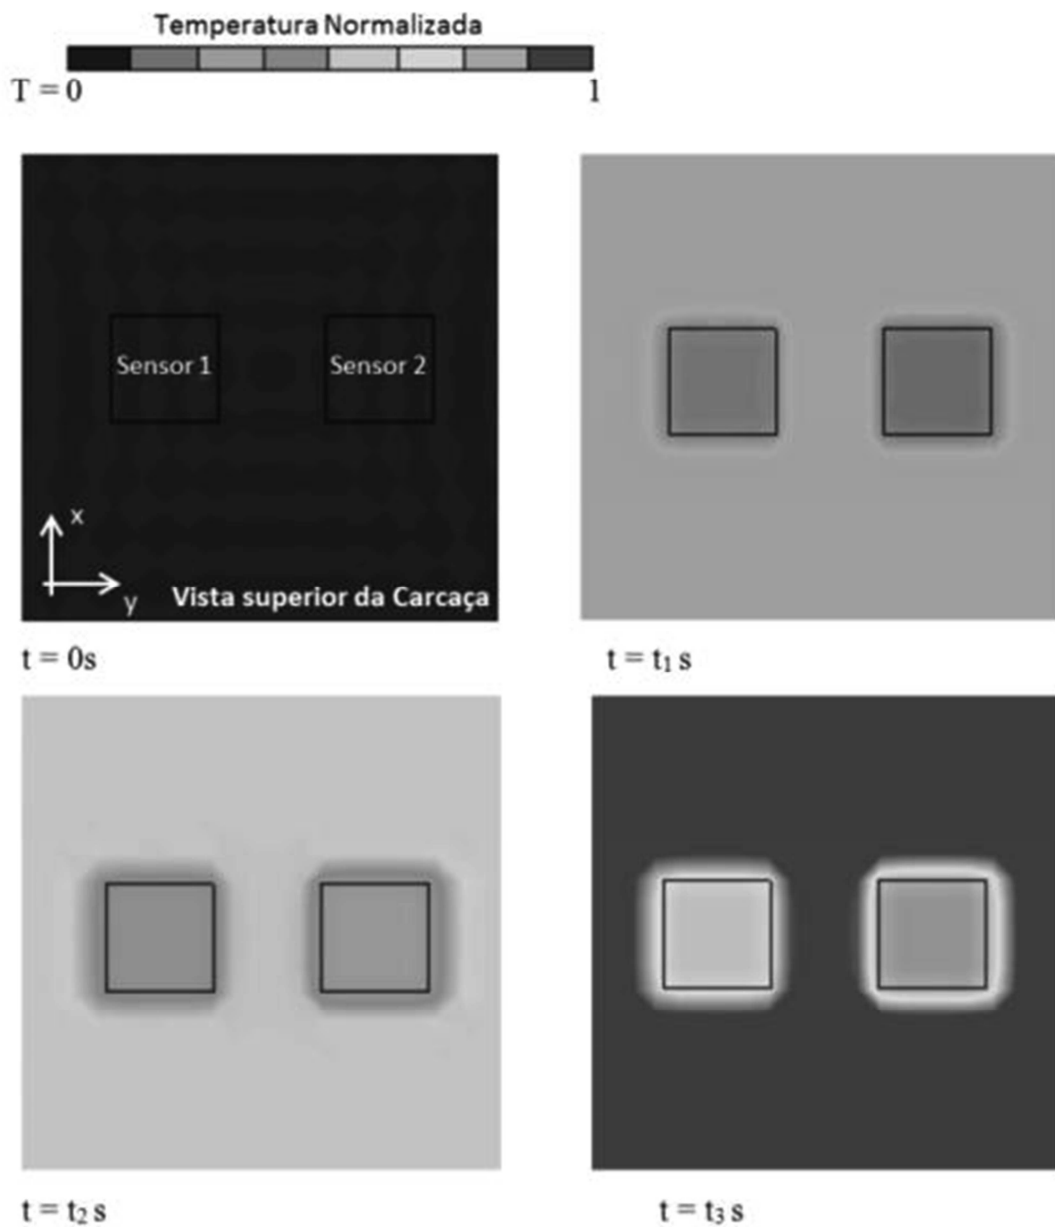 Temperatura Normalizada
T = 0 1
Sensor 1 Sensor 2
x
y Vista superior da Carcaça
t = 0s t = t₁ s
t = t₂ s t = t₃ s